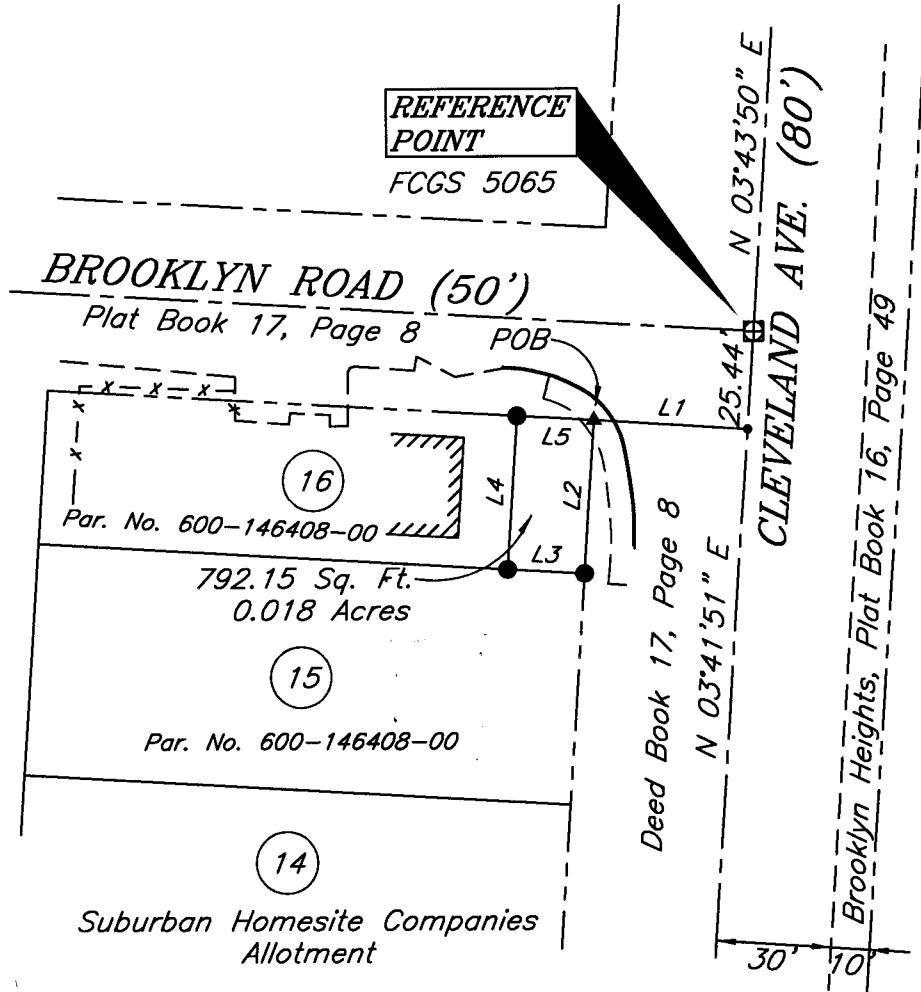 REFERENCE
POINT
FCGS 5065
N 03°43'50" E
CLEVELAND AVE. (80')
BROOKLYN ROAD (50')
Plat Book 17, Page 8
POB
25.44'
L1
L5
L4
L2
L3
x x x
x
x
x
16
Par. No. 600-146408-00
792.15 Sq. Ft.
0.018 Acres
15
Par. No. 600-146408-00
Deed Book 17, Page 8
N 03°41'51" E
Brooklyn Heights, Plat Book 16, Page 49
14
Suburban Homesite Companies
Allotment
30'
10'